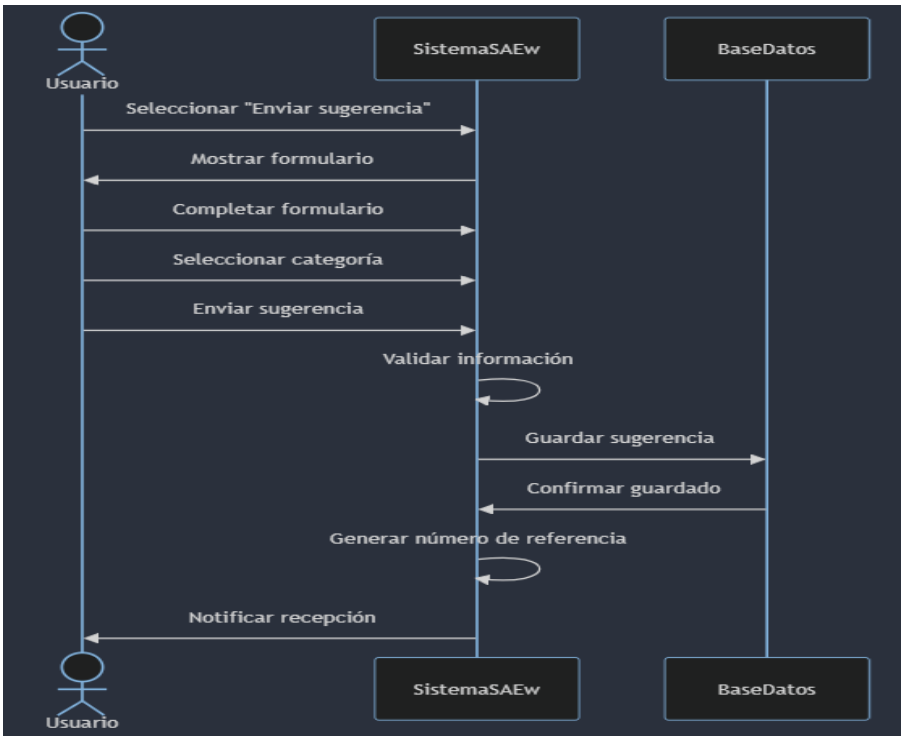 SistemaSAEw
BaseDatos
Usuario
Seleccionar "Enviar sugerencia"
Mostrar formulario
Completar formulario
Seleccionar categoría
Enviar sugerencia
Validar información
Guardar sugerencia
Confirmar guardado
Generar número de referencia
Notificar recepción
SistemaSAEw
BaseDatos
Usuario